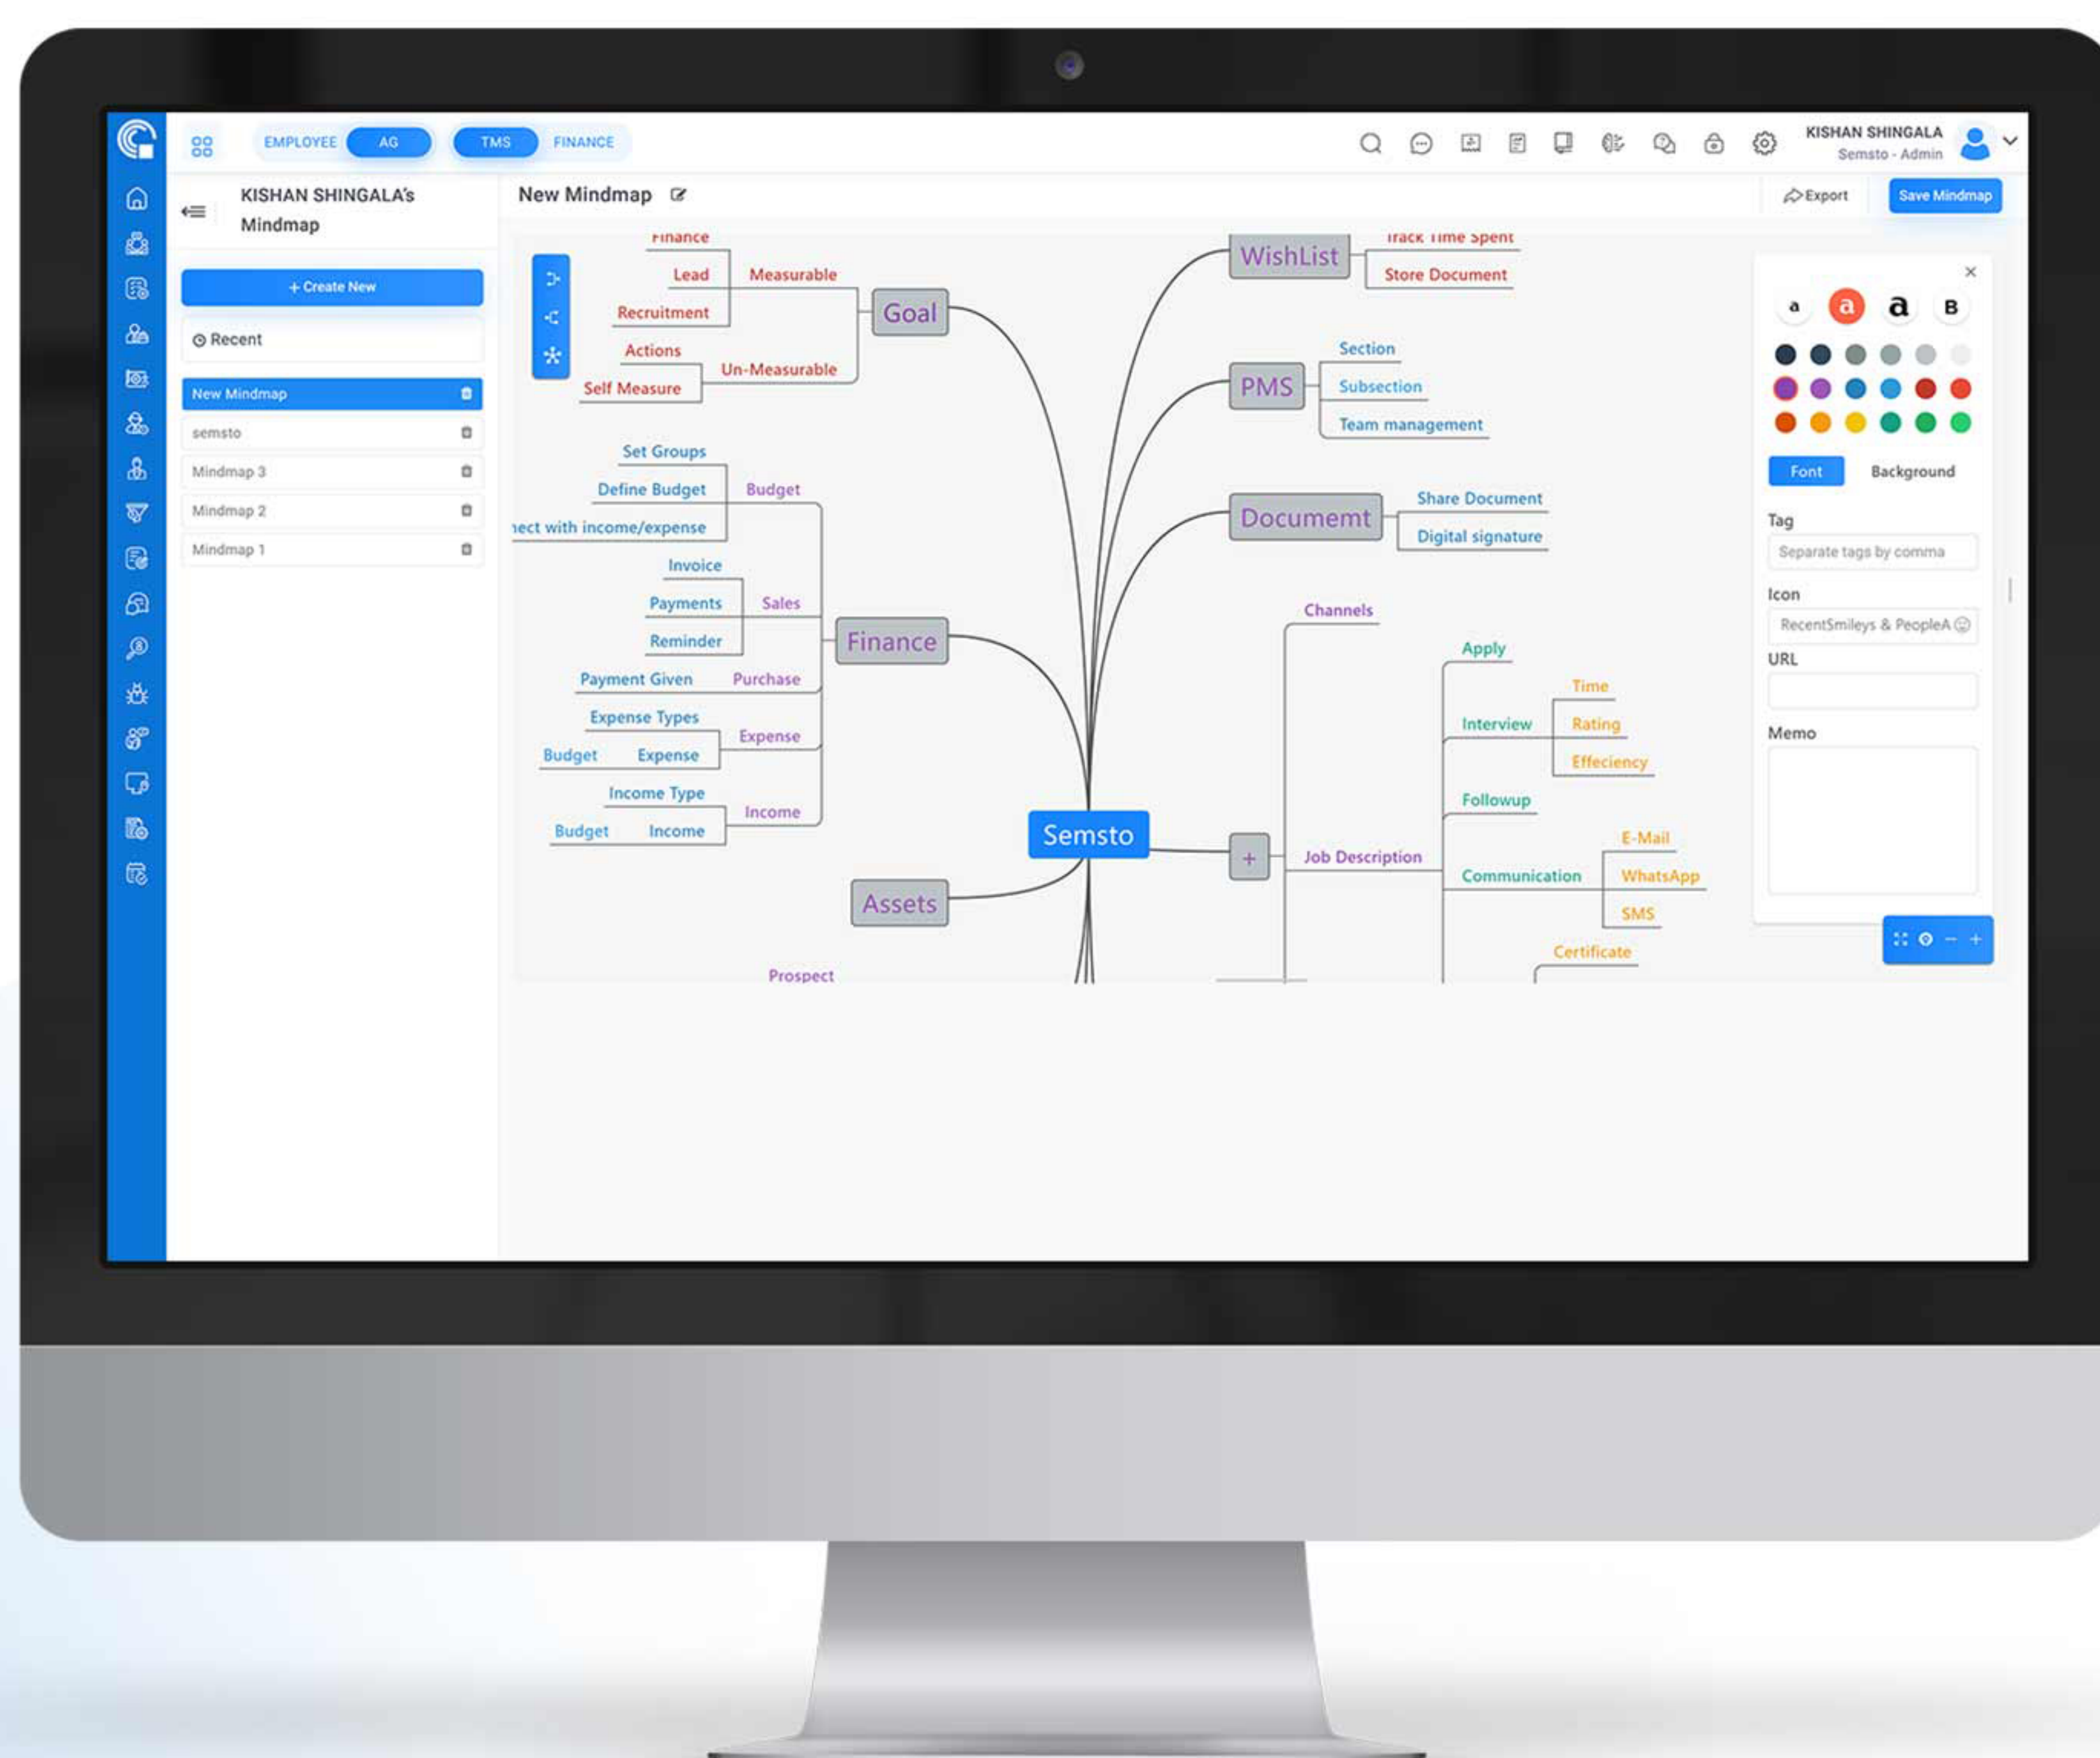 EMPLOYEE AG TMS FINANCE
KISHAN SHINGALA
Semsto - Admin
KISHAN SHINGALA's
Mindmap
+ Create New
Recent
New Mindmap
semsto
Mindmap 3
Mindmap 2
Mindmap 1
New Mindmap
Export
Save Mindmap
Finance
Lead
Recruitment
Measurable
Actions
Self Measure
Un-Measurable
Goal
Set Groups
Define Budget
nect with income/expense
Budget
Invoice
Payments
Reminder
Sales
Payment Given
Purchase
Expense Types
Budget Expense
Expense
Income Type
Budget Income
Income
Finance
Assets
Prospect
Semsto
WishList
Track Time Spent
Store Document
PMS
Section
Subsection
Team management
Documemt
Share Document
Digital signature
+
Channels
Job Description
Apply
Interview
Time
Rating
Effeciency
Followup
Communication
E-Mail
WhatsApp
SMS
Certificate
a a a B
Font Background
Tag
Separate tags by comma
Icon
RecentSmileys & PeopleA
URL
Memo